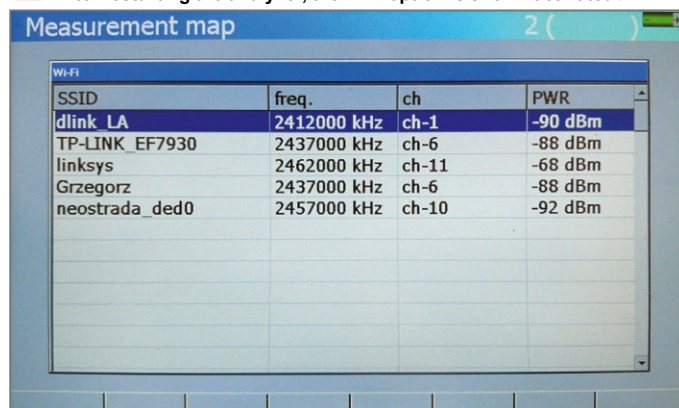 Measurement map 2 ( )
Wi-Fi
SSID freq. ch PWR
dlink_LA 2412000 kHz ch-1 -90 dBm
TP-LINK_EF7930 2437000 kHz ch-6 -88 dBm
linksys 2462000 kHz ch-11 -68 dBm
Grzegorz 2437000 kHz ch-6 -88 dBm
neostrada_ded0 2457000 kHz ch-10 -92 dBm